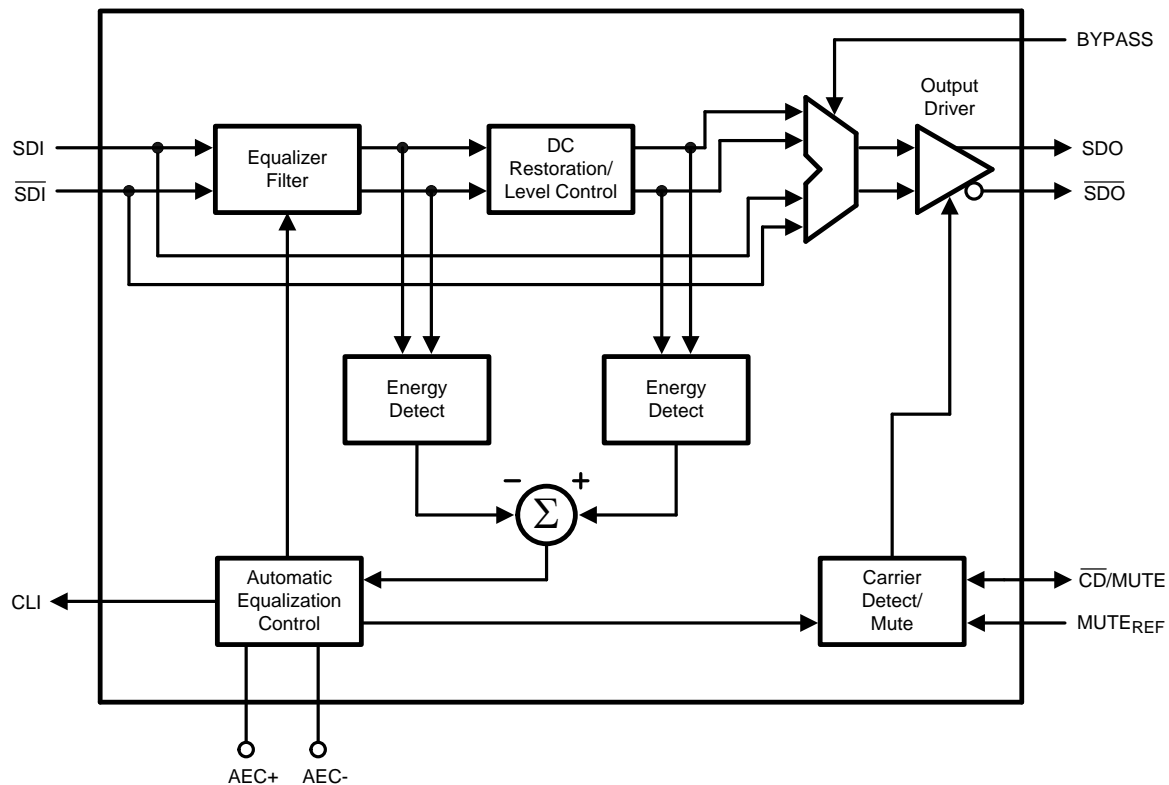 BYPASS
Output
Driver
SDI
SDI
Equalizer
Filter
DC
Restoration/
Level Control
SDO
SDO
Energy
Detect
Energy
Detect
− +
Σ
Automatic
Equalization
Control
CLI
Carrier
Detect/
Mute
CD/MUTE
MUTEREF
AEC+ AEC-